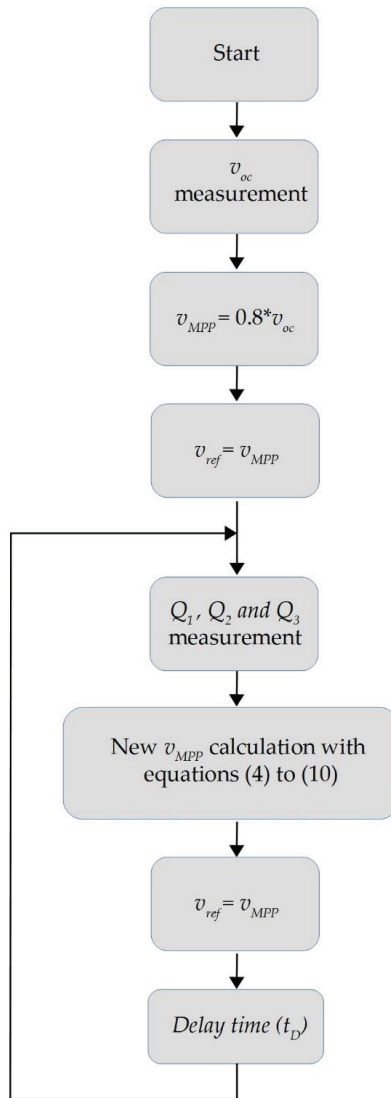 Start
v_oc
measurement
v_MPP = 0.8*v_oc
v_ref = v_MPP
Q_1, Q_2 and Q_3
measurement
New v_MPP calculation with
equations (4) to (10)
v_ref = v_MPP
Delay time (t_D)